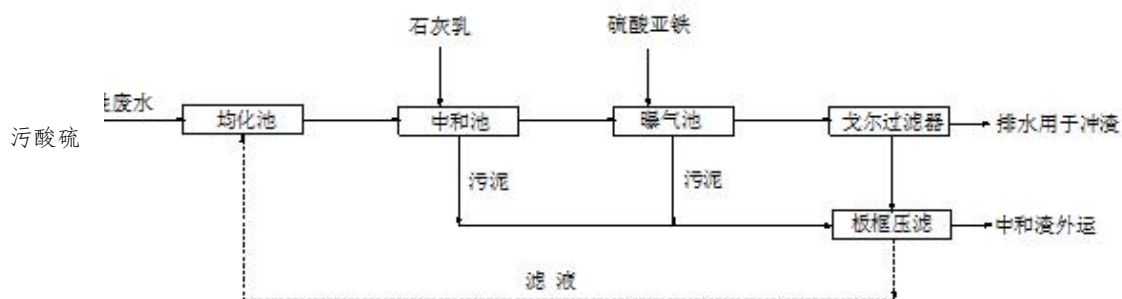 石灰乳
硫酸亚铁
废水
污酸硫
均化池
中和池
曝气池
戈尔过滤器
排水用于冲渣
污泥
污泥
板框压滤
中和渣外运
滤 液